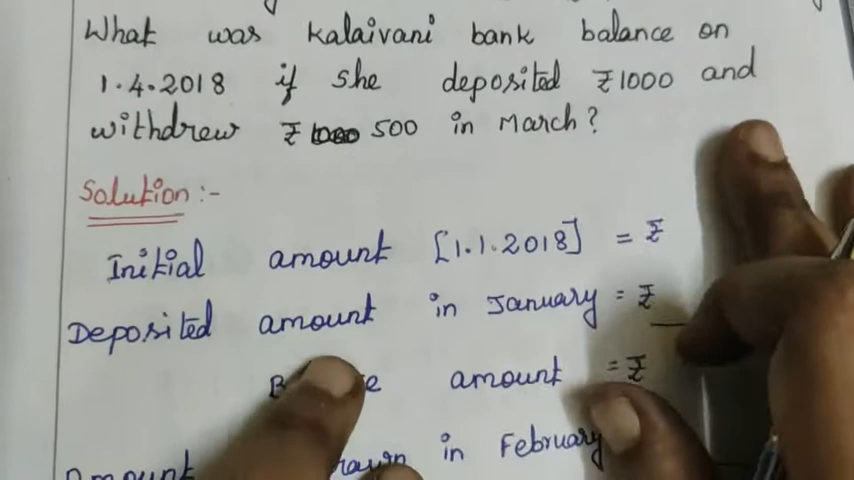 What was Kalaivani bank balance on
1.4.2018 if she deposited ₹1000 and
withdrew ₹ 500 in March?
Solution:-
Initial amount [1.1.2018] = ₹
Deposited amount in January = ₹
amount = ₹
Amount in February